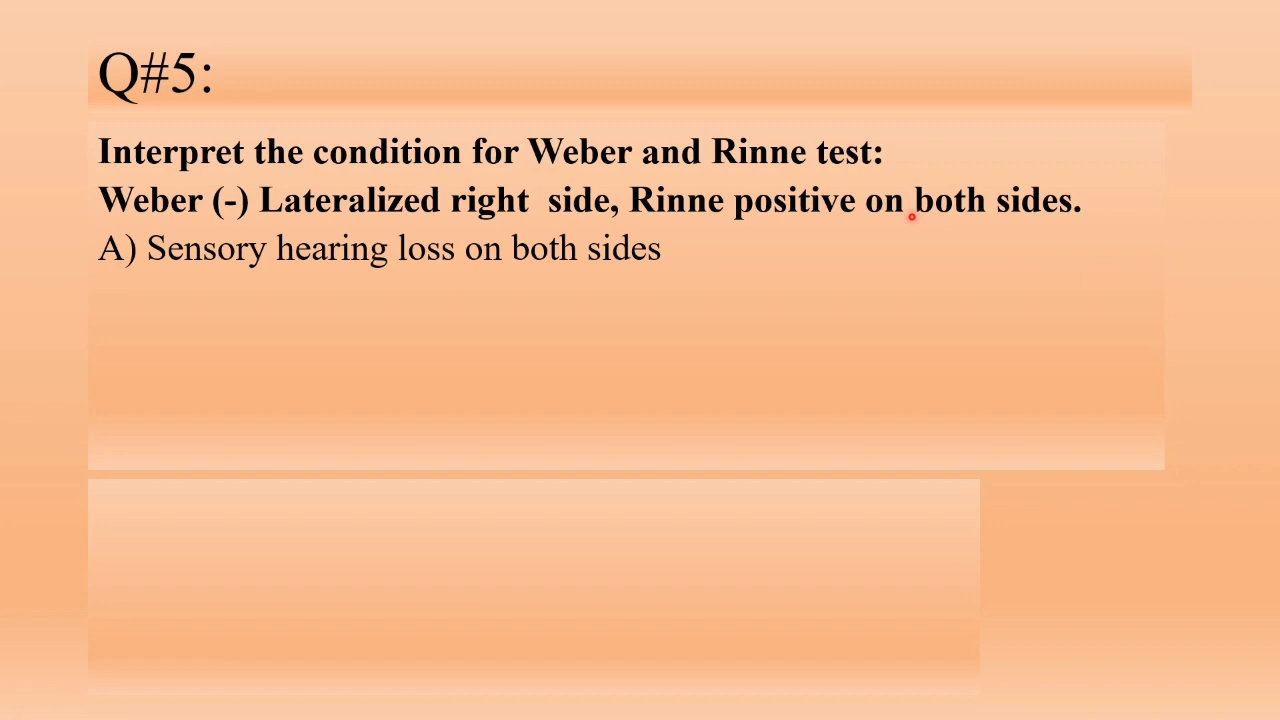 Q#5:
Interpret the condition for Weber and Rinne test:
Weber (-) Lateralized right  side, Rinne positive on both sides.
A) Sensory hearing loss on both sides